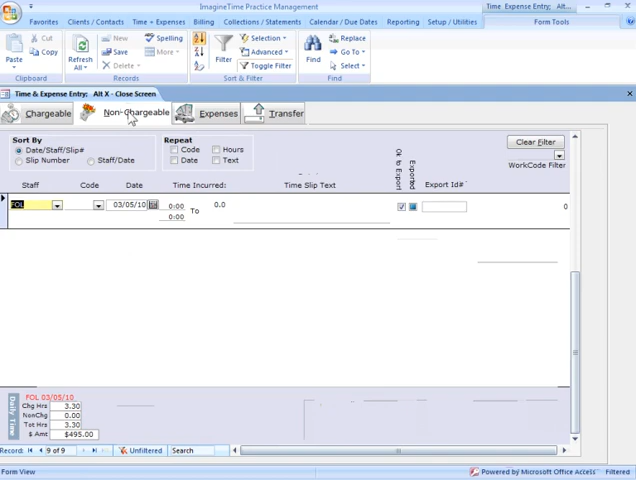 ImagineTime Practice Management
Time Expense Entry; Alt...
Favorites Clients / Contacts Time + Expenses Billing Collections / Statements Calendar / Due Dates Reporting Setup / Utilities Form Tools
Paste
Cut
Copy
Clipboard
Refresh All
New
Save
Delete
Spelling
Records
Filter
Selection
Advanced
Toggle Filter
Sort & Filter
Find
Replace
Go To
Select
Find
Time & Expense Entry: Alt X - Close Screen
Chargeable Non-Chargeable Expenses Transfer
Sort By
Date/Staff/Slip#
Slip Number Staff/Date
Repeat
Code Hours
Date Text
Ok to Export
Exported
Clear Filter
WorkCode Filter
Staff Code Date Time Incurred: Time Slip Text Export Id#
FOL 03/05/10 0:00 To 0.0 0
0:00
Daily Time
FOL 03/05/10
Chg Hrs 3.30
NonChg 0.00
Tot Hrs 3.30
$ Amt $495.00
Record: 9 of 9 Unfiltered Search
Form View Powered by Microsoft Office Access Filtered